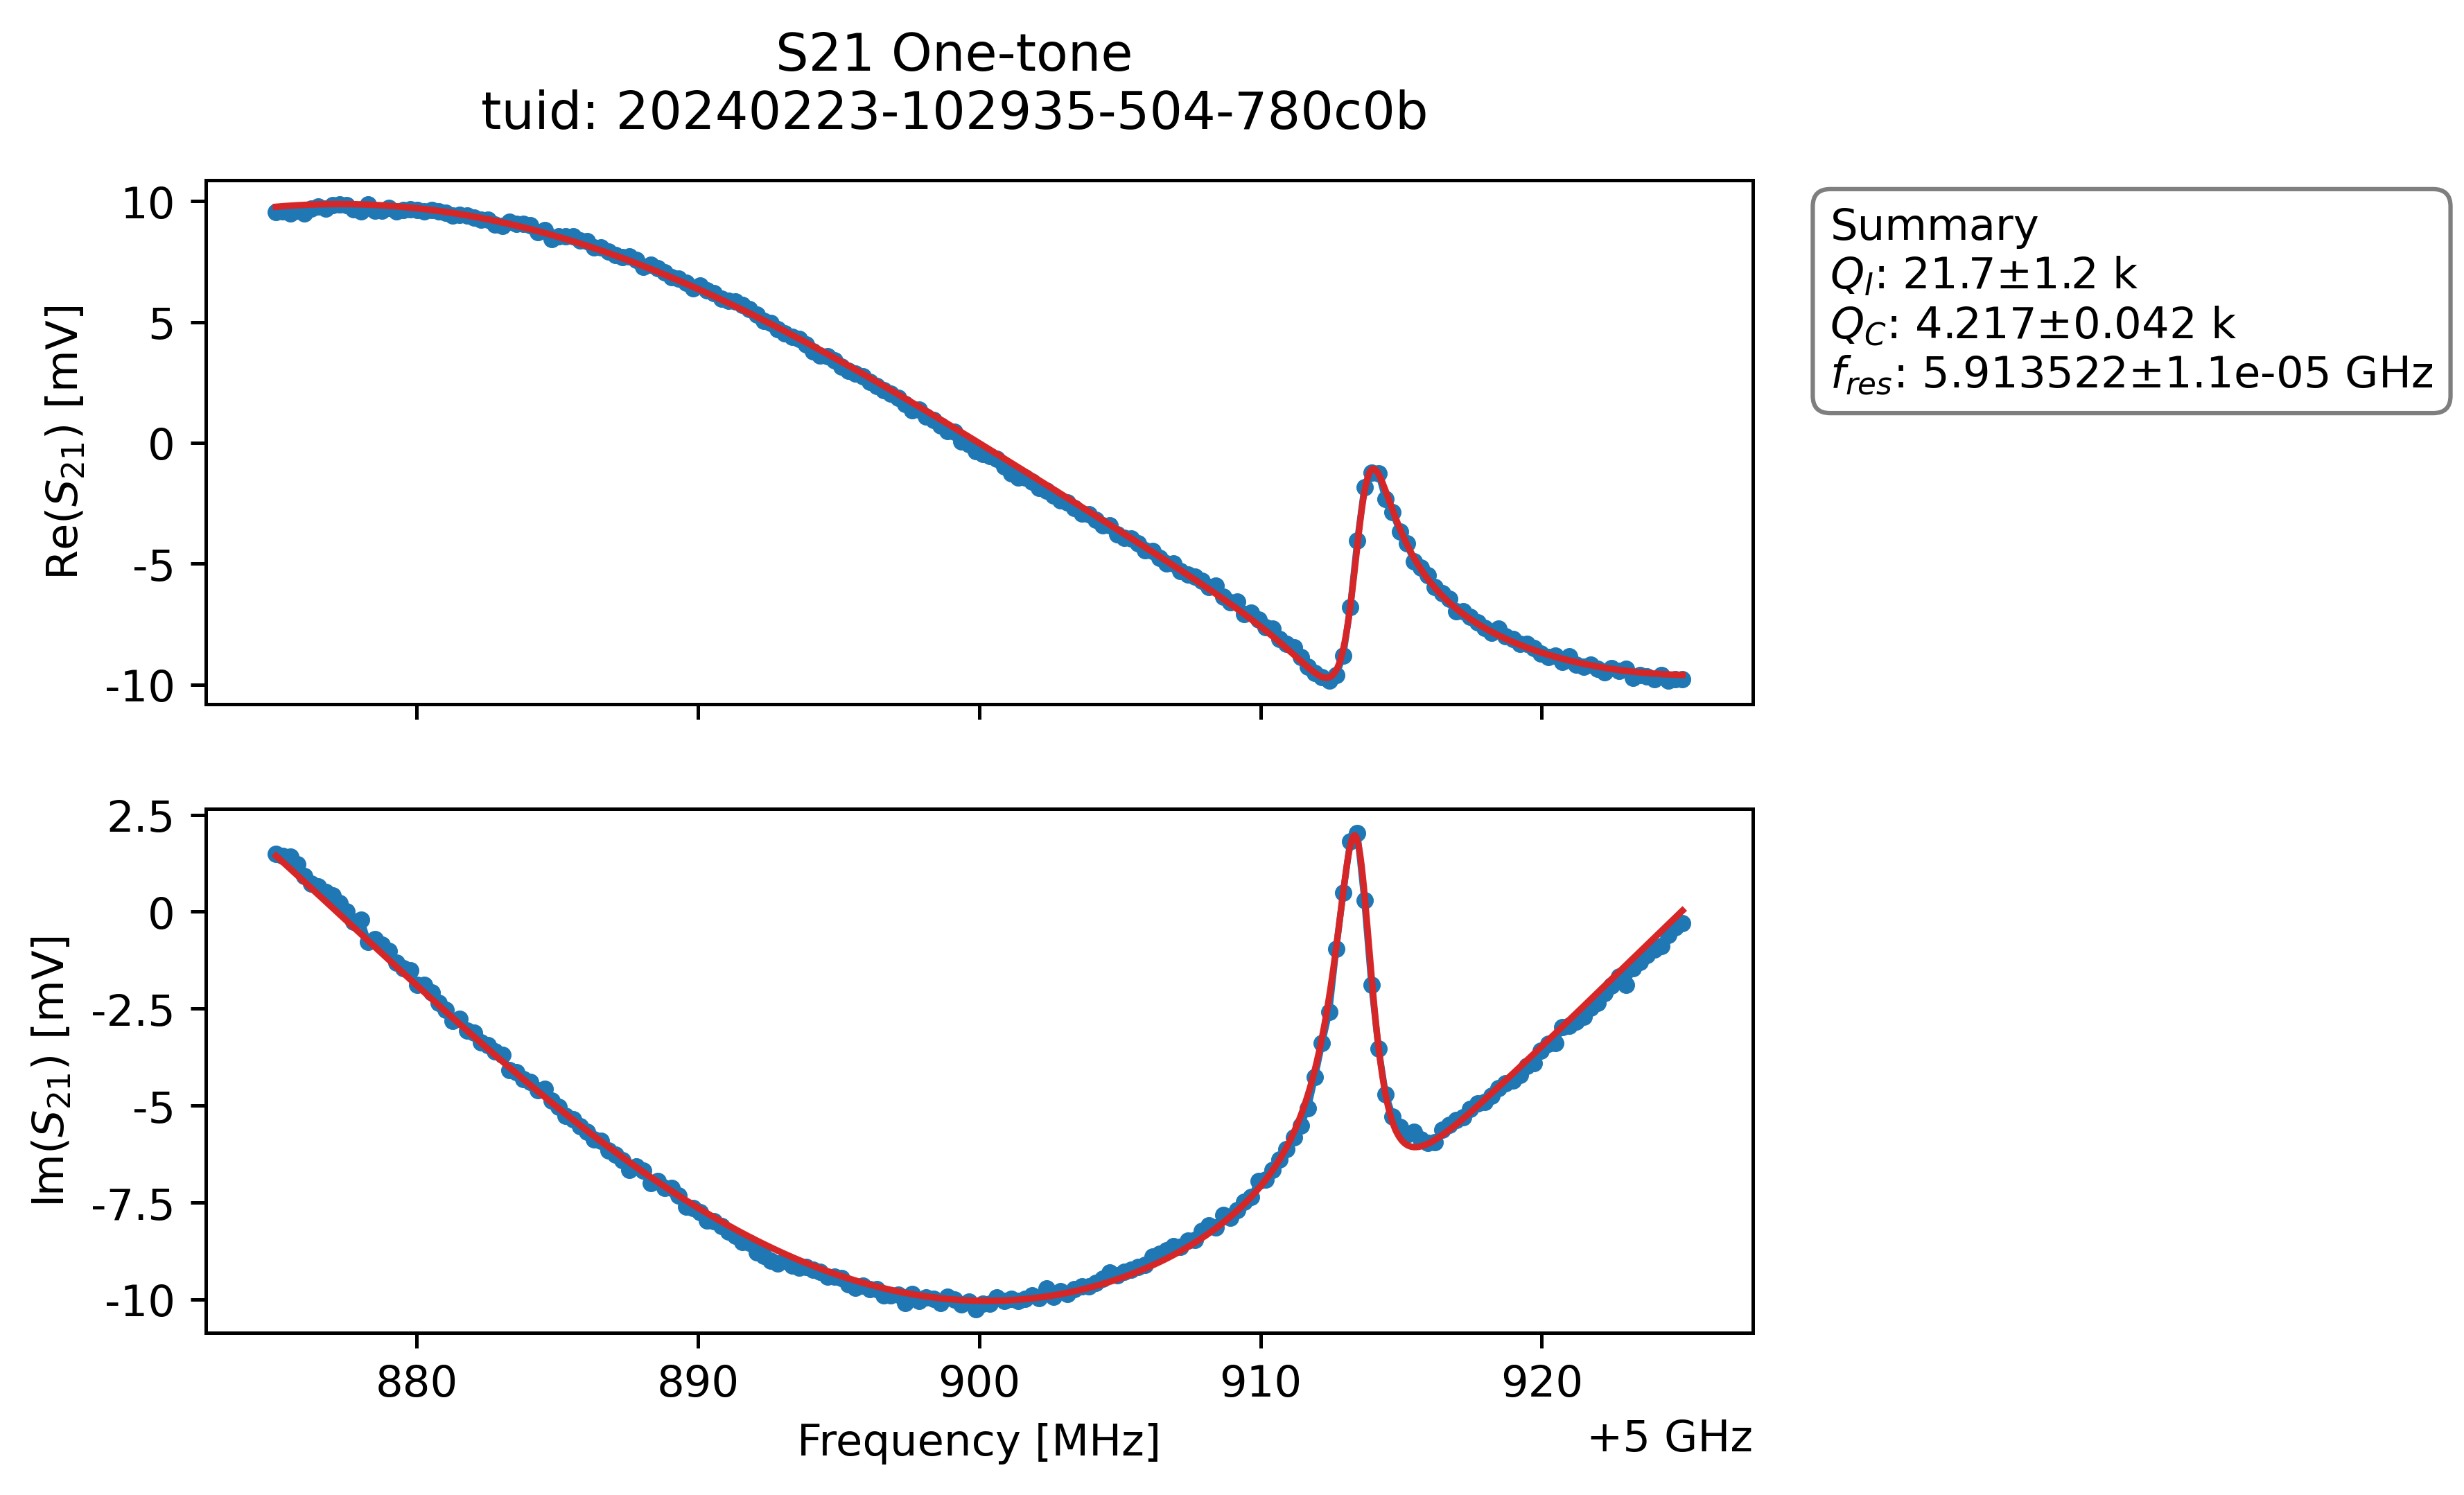 S21 One-tone
tuid: 20240223-102935-504-780c0b
10
5
0
-5
-10
Re(S21) [mV]
Summary
QI: 21.7±1.2 k
QC: 4.217±0.042 k
fres: 5.913522±1.1e-05 GHz
2.5
0
-2.5
-5
-7.5
-10
Im(S21) [mV]
880 890 900 910 920
Frequency [MHz]
+5 GHz